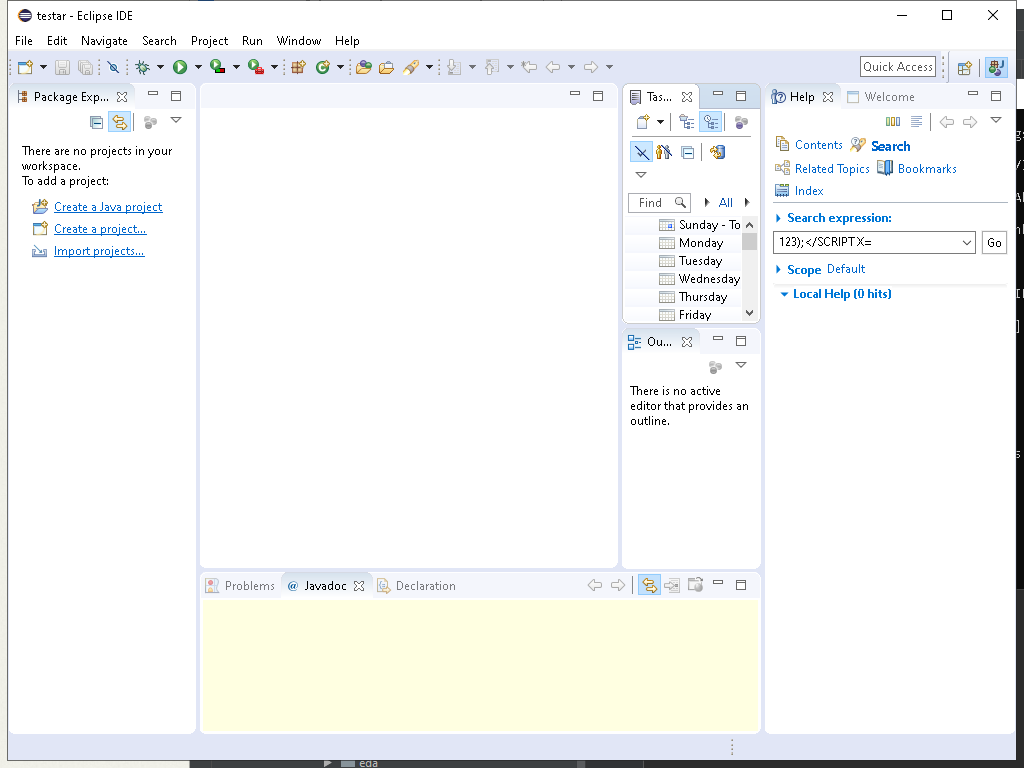 testar - Eclipse IDE
File Edit Navigate Search Project Run Window Help
Quick Access
Package Exp...
There are no projects in your
workspace.
To add a project:
Create a Java project
Create a project...
Import projects...
Tas...
Find
All
Sunday - To
Monday
Tuesday
Wednesday
Thursday
Friday
Ou...
There is no active
editor that provides an
outline.
Help Welcome
Contents Search
Related Topics Bookmarks
Index
Search expression:
123);</SCRIPT X=
Go
Scope Default
Local Help (0 hits)
Problems @ Javadoc Declaration
eda